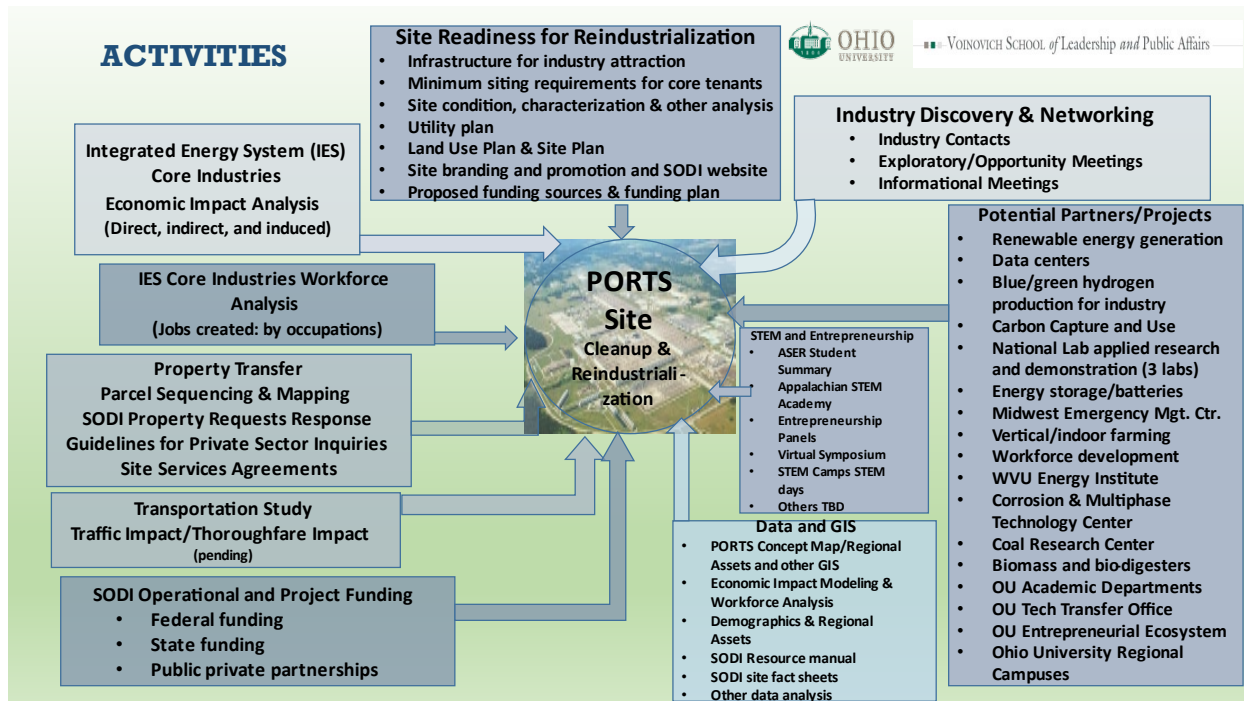 ACTIVITIES
Site Readiness for Reindustrialization
• Infrastructure for industry attraction
• Minimum siting requirements for core tenants
• Site condition, characterization & other analysis
• Utility plan
• Land Use Plan & Site Plan
• Site branding and promotion and SODI website
• Proposed funding sources & funding plan
OHIO
UNIVERSITY
VOINOVICH SCHOOL of Leadership and Public Affairs
Integrated Energy System (IES)
Core Industries
Economic Impact Analysis
(Direct, indirect, and induced)
Industry Discovery & Networking
• Industry Contacts
• Exploratory/Opportunity Meetings
• Informational Meetings
IES Core Industries Workforce
Analysis
(Jobs created: by occupations)
Property Transfer
Parcel Sequencing & Mapping
SODI Property Requests Response
Guidelines for Private Sector Inquiries
Site Services Agreements
Transportation Study
Traffic Impact/Thoroughfare Impact
(pending)
SODI Operational and Project Funding
• Federal funding
• State funding
• Public private partnerships
PORTS
Site
Cleanup &
Reindustriali-
zation
STEM and Entrepreneurship
• ASER Student
Summary
• Appalachian STEM
Academy
• Entrepreneurship
Panels
• Virtual Symposium
• STEM Camps STEM
days
• Others TBD
Data and GIS
• PORTS Concept Map/Regional
Assets and other GIS
• Economic Impact Modeling &
Workforce Analysis
• Demographics & Regional
Assets
• SODI Resource manual
• SODI site fact sheets
• Other data analysis
Potential Partners/Projects
• Renewable energy generation
• Data centers
• Blue/green hydrogen
production for industry
• Carbon Capture and Use
• National Lab applied research
and demonstration (3 labs)
• Energy storage/batteries
• Midwest Emergency Mgt. Ctr.
• Vertical/indoor farming
• Workforce development
• WVU Energy Institute
• Corrosion & Multiphase
Technology Center
• Coal Research Center
• Biomass and bio-digesters
• OU Academic Departments
• OU Tech Transfer Office
• OU Entrepreneurial Ecosystem
• Ohio University Regional
Campuses